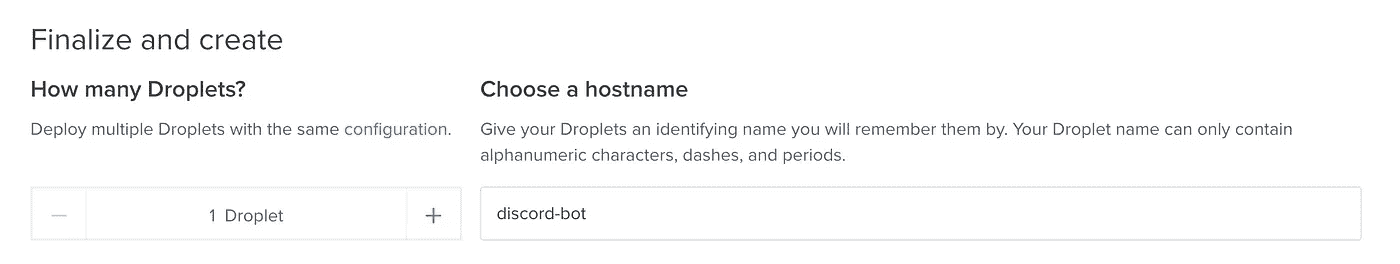 Finalize and create
How many Droplets?
Deploy multiple Droplets with the same configuration.
1 Droplet
Choose a hostname
Give your Droplets an identifying name you will remember them by. Your Droplet name can only contain
alphanumeric characters, dashes, and periods.
discord-bot